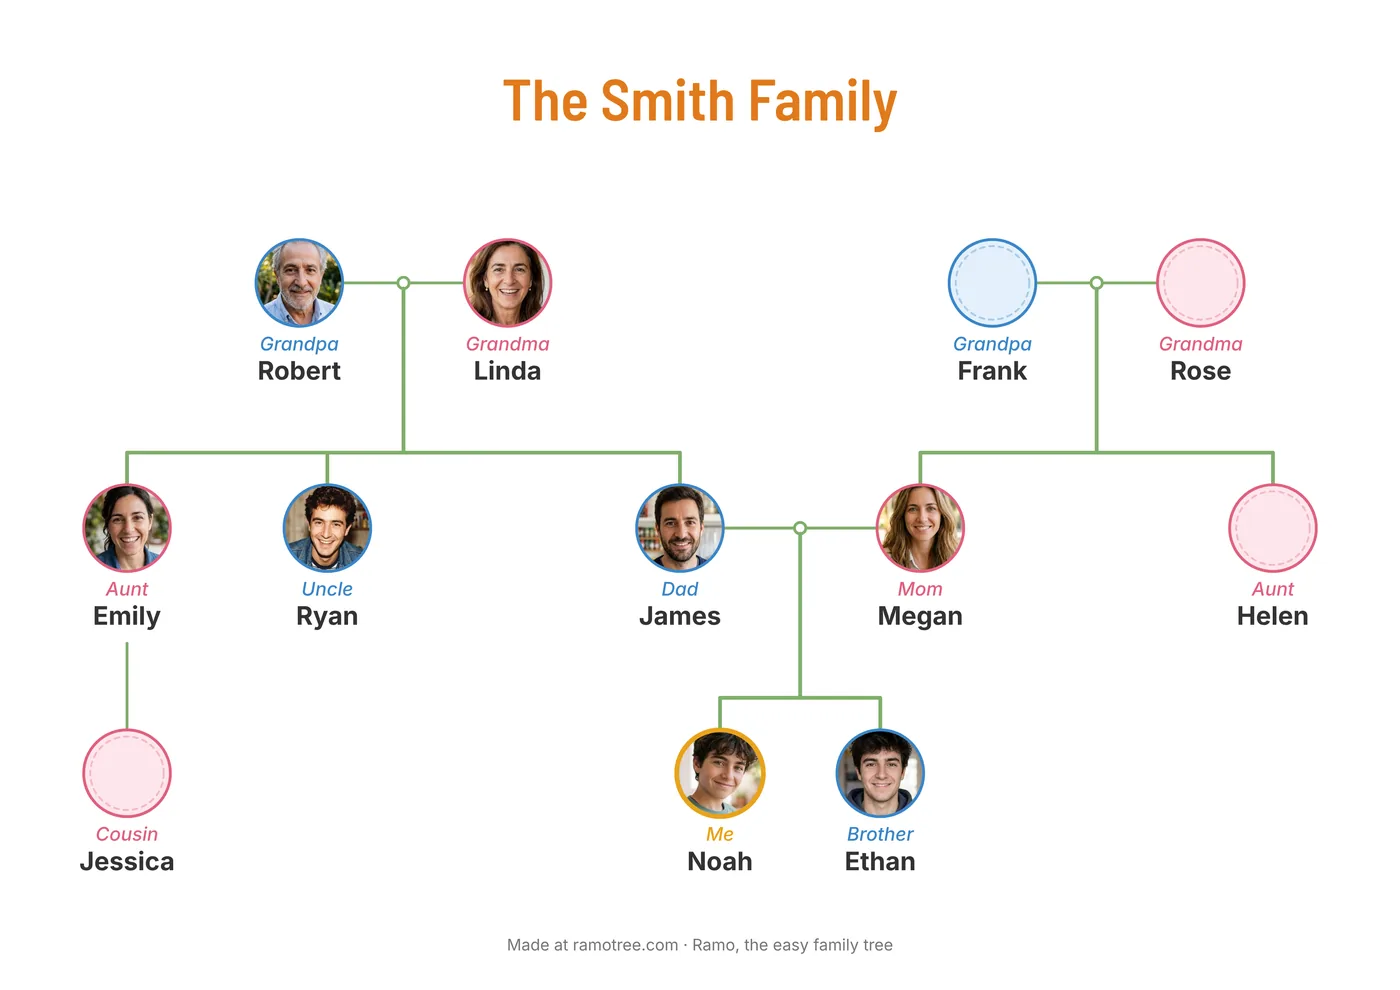 The Smith Family
Grandpa
Robert
Grandma
Linda
Grandpa
Frank
Grandma
Rose
Aunt
Emily
Uncle
Ryan
Dad
James
Mom
Megan
Aunt
Helen
Cousin
Jessica
Me
Noah
Brother
Ethan
Made at ramotree.com · Ramo, the easy family tree